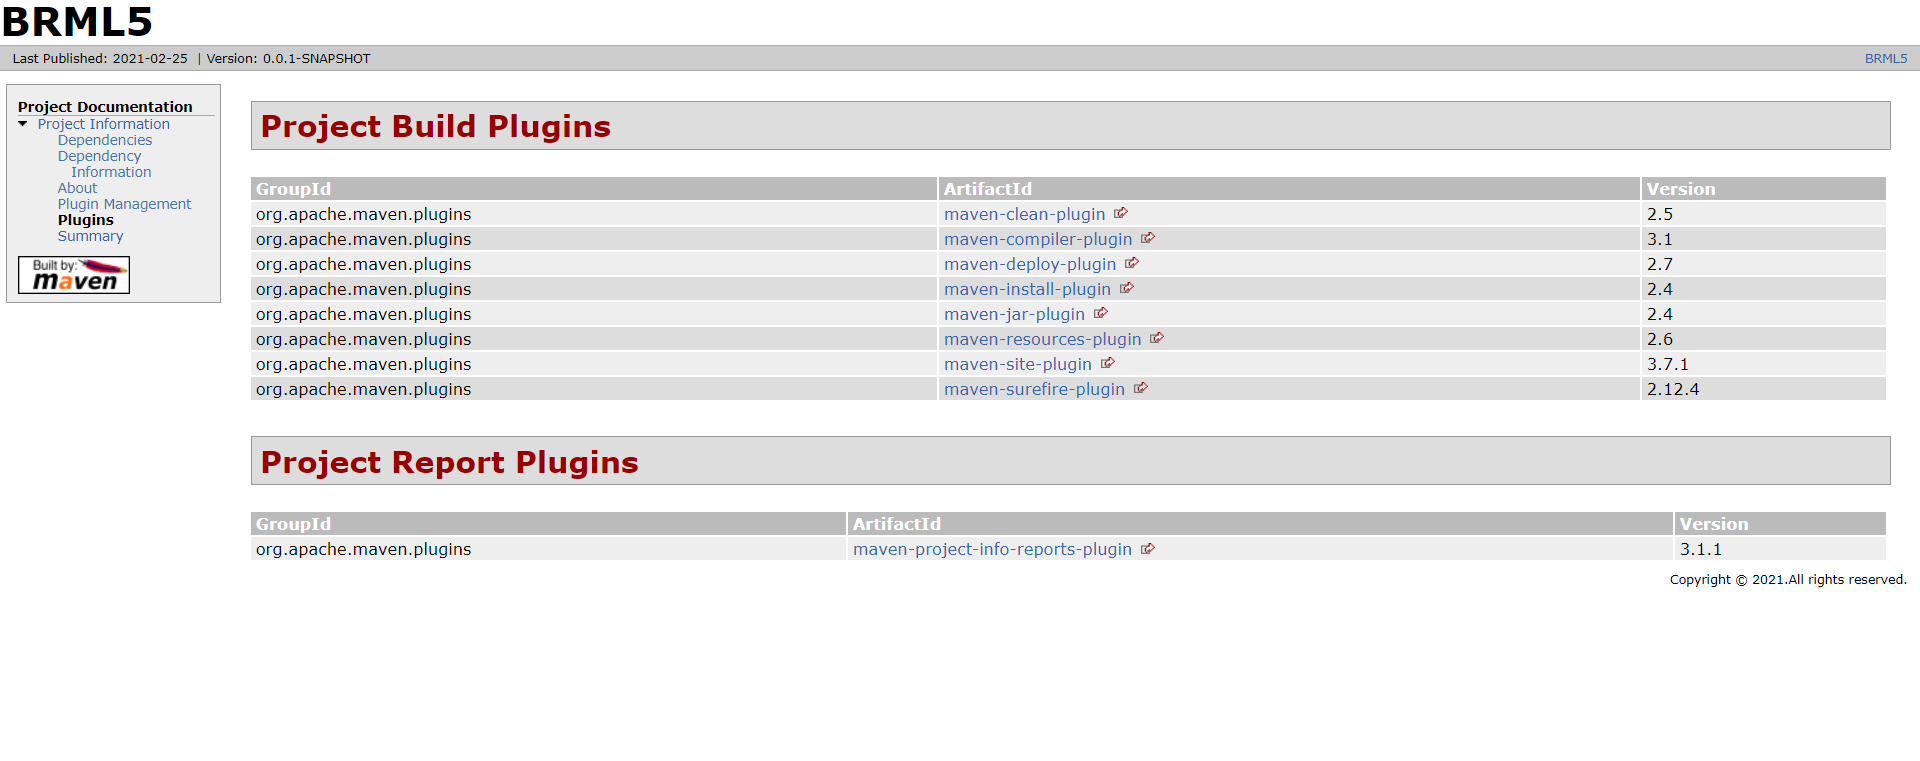 BRML5
Last Published: 2021-02-25 | Version: 0.0.1-SNAPSHOT
BRML5
Project Documentation
Project Information
Dependencies
Dependency
Information
About
Plugin Management
Plugins
Summary
Built by:
maven
Project Build Plugins
GroupId ArtifactId Version
org.apache.maven.plugins maven-clean-plugin 2.5
org.apache.maven.plugins maven-compiler-plugin 3.1
org.apache.maven.plugins maven-deploy-plugin 2.7
org.apache.maven.plugins maven-install-plugin 2.4
org.apache.maven.plugins maven-jar-plugin 2.4
org.apache.maven.plugins maven-resources-plugin 2.6
org.apache.maven.plugins maven-site-plugin 3.7.1
org.apache.maven.plugins maven-surefire-plugin 2.12.4
Project Report Plugins
GroupId ArtifactId Version
org.apache.maven.plugins maven-project-info-reports-plugin 3.1.1
Copyright © 2021.All rights reserved.